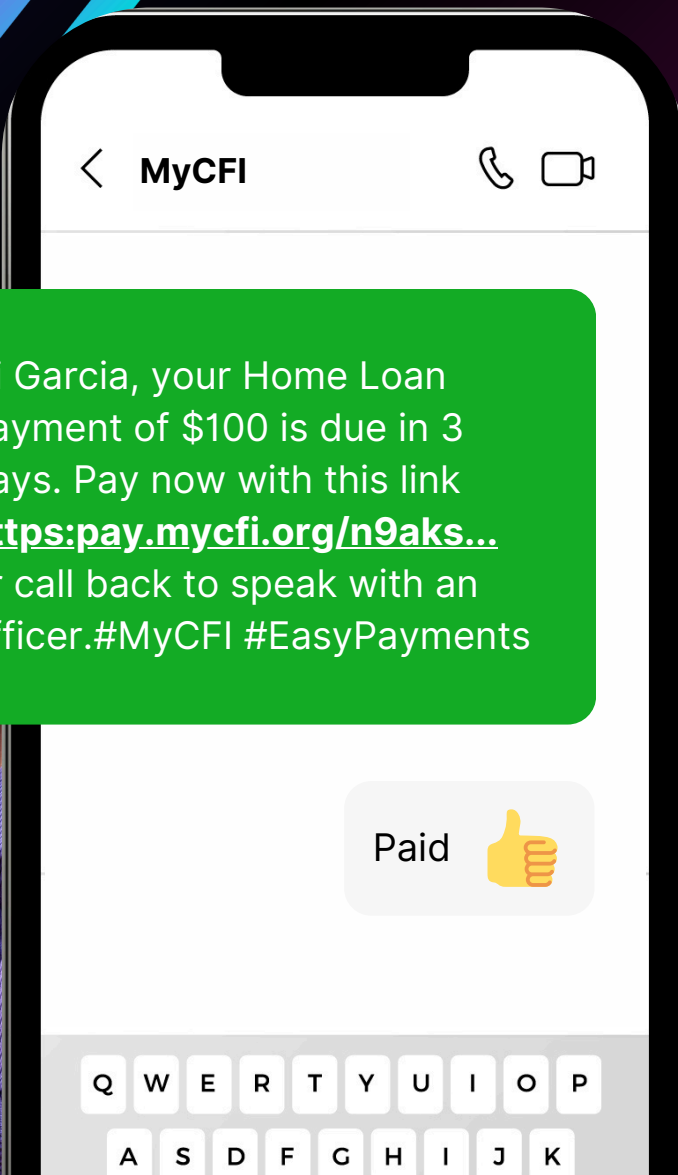 MyCFI
i Garcia, your Home Loan
ayment of $100 is due in 3
ays. Pay now with this link
ttps:pay.mycfi.org/n9aks...
r call back to speak with an
fficer.#MyCFI #EasyPayments
Paid 👍
Q W E R T Y U I O P
A S D F G H I J K